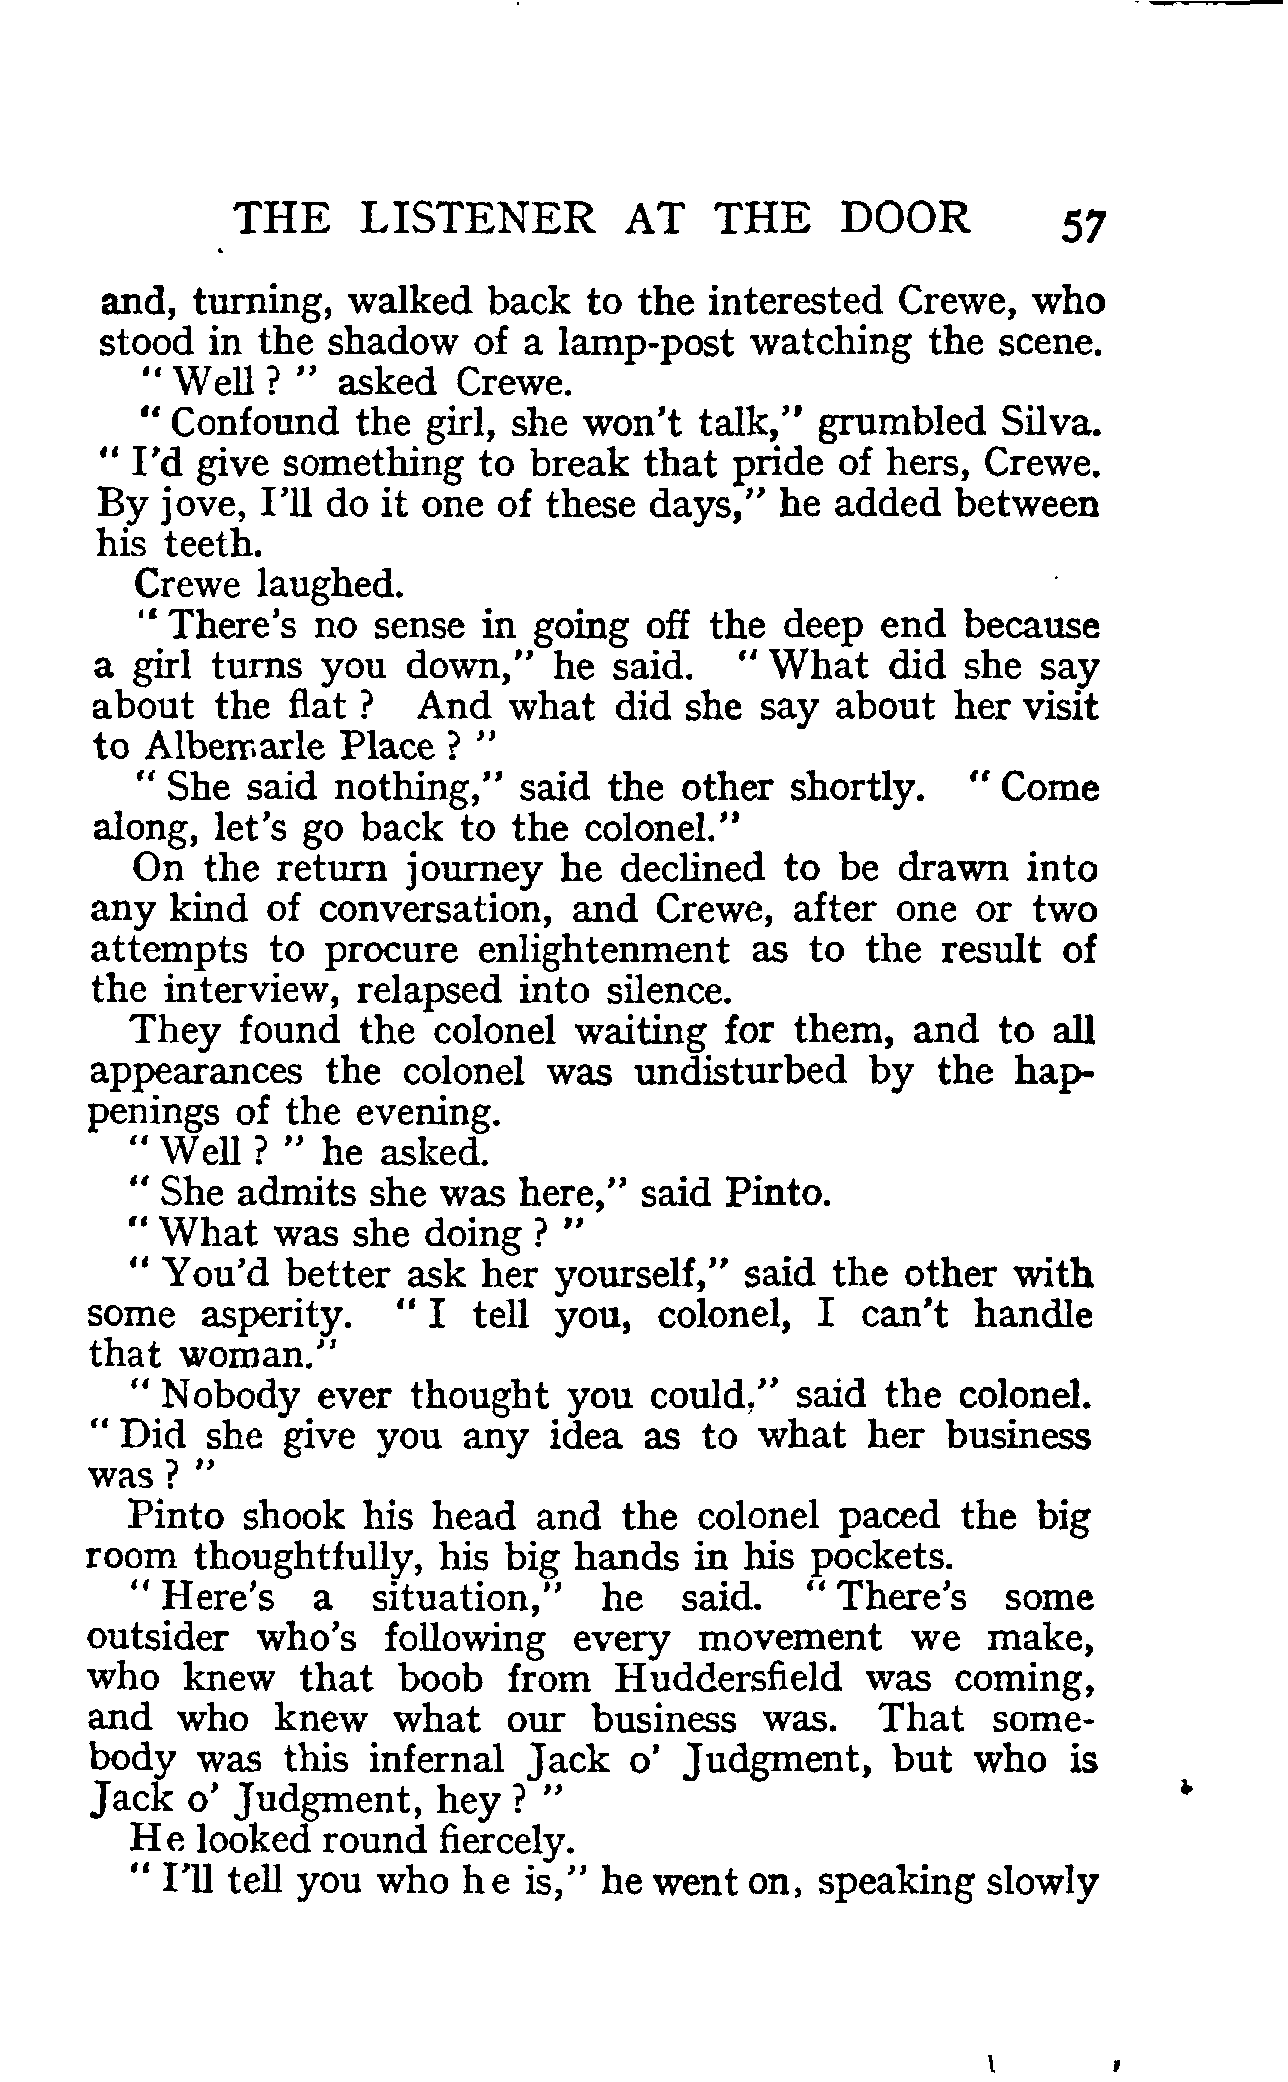 THE LISTENER AT THE DOOR 57
and, turning, walked back to the interested Crewe, who
stood in the shadow of a lamp-post watching the scene.
" Well ? " asked Crewe.
" Confound the girl, she won't talk," grumbled Silva.
" I'd give something to break that pride of hers, Crewe.
By jove, I'll do it one of these days," he added between
his teeth.
Crewe laughed.
" There's no sense in going off the deep end because
a girl turns you down," he said. " What did she say
about the flat ? And what did she say about her visit
to Albemarle Place ? "
" She said nothing," said the other shortly. " Come
along, let's go back to the colonel."
On the return journey he declined to be drawn into
any kind of conversation, and Crewe, after one or two
attempts to procure enlightenment as to the result of
the interview, relapsed into silence.
They found the colonel waiting for them, and to all
appearances the colonel was undisturbed by the hap-
penings of the evening.
" Well ? " he asked.
" She admits she was here," said Pinto.
" What was she doing ? "
" You'd better ask her yourself," said the other with
some asperity. " I tell you, colonel, I can't handle
that woman."
" Nobody ever thought you could," said the colonel.
" Did she give you any idea as to what her business
was ? "
Pinto shook his head and the colonel paced the big
room thoughtfully, his big hands in his pockets.
" Here's a situation," he said. " There's some
outsider who's following every movement we make,
who knew that boob from Huddersfield was coming,
and who knew what our business was. That some-
body was this infernal Jack o' Judgment, but who is
Jack o' Judgment, hey ? "
He looked round fiercely.
" I'll tell you who he is," he went on, speaking slowly